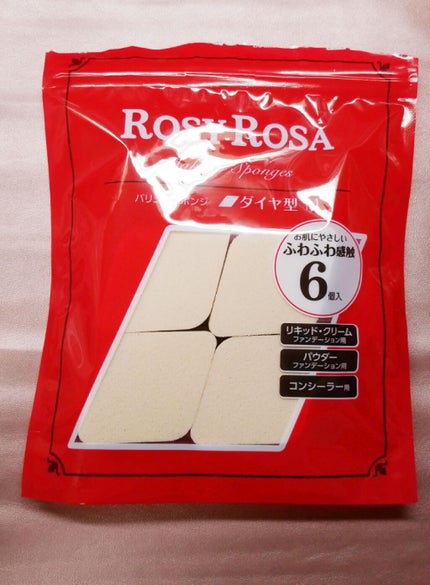 ROSY ROSA
Sponges
バリ
ポンジ ダイヤ型
お肌にやさしい
ふわふわ感触
6個入
リキッド・クリーム
ファンデーション用
パウダー
ファンデーション用
コンシーラー用